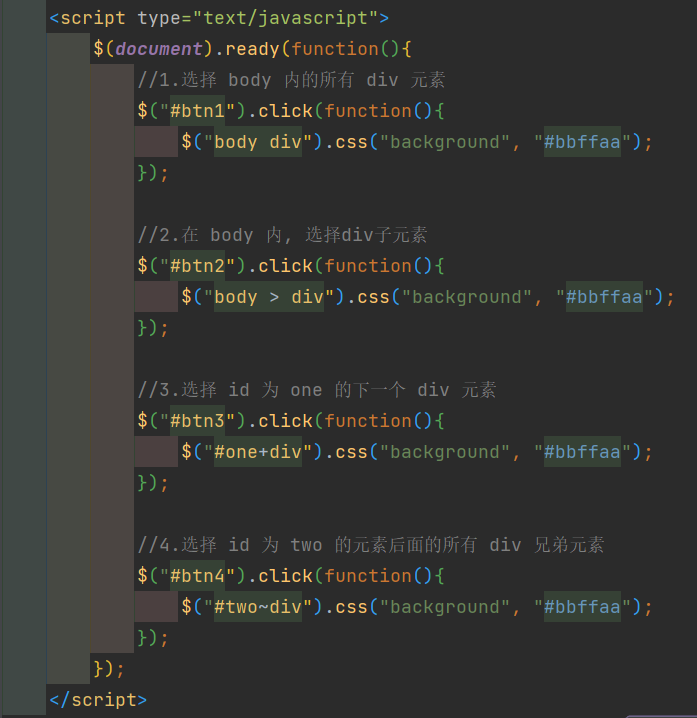 <script type="text/javascript">
$(document).ready(function(){
//1.选择 body 内的所有 div 元素
$("#btn1").click(function(){
$("body div").css("background", "#bbffaa");
});
//2.在 body 内, 选择div子元素
$("#btn2").click(function(){
$("body > div").css("background", "#bbffaa");
});
//3.选择 id 为 one 的下一个 div 元素
$("#btn3").click(function(){
$("#one+div").css("background", "#bbffaa");
});
//4.选择 id 为 two 的元素后面的所有 div 兄弟元素
$("#btn4").click(function(){
$("#two~div").css("background", "#bbffaa");
});
});
</script>